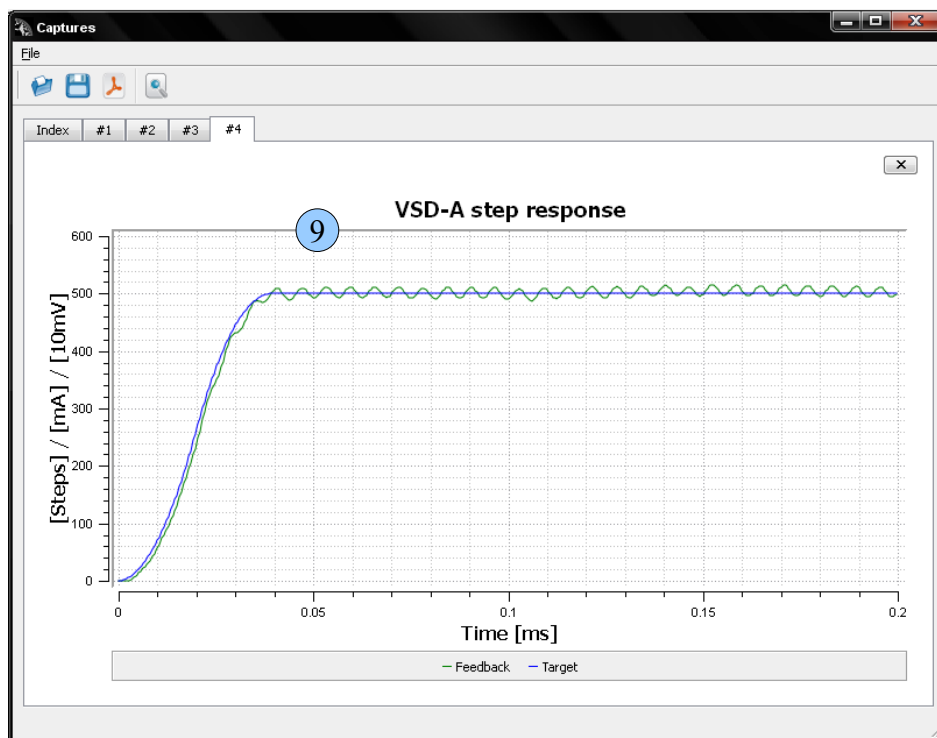 Captures
File
Index #1 #2 #3 #4
VSD-A step response
9
600
500
400
300
200
100
0
[Steps] / [mA] / [10mV]
0 0.05 0.1 0.15 0.2
Time [ms]
Feedback Target